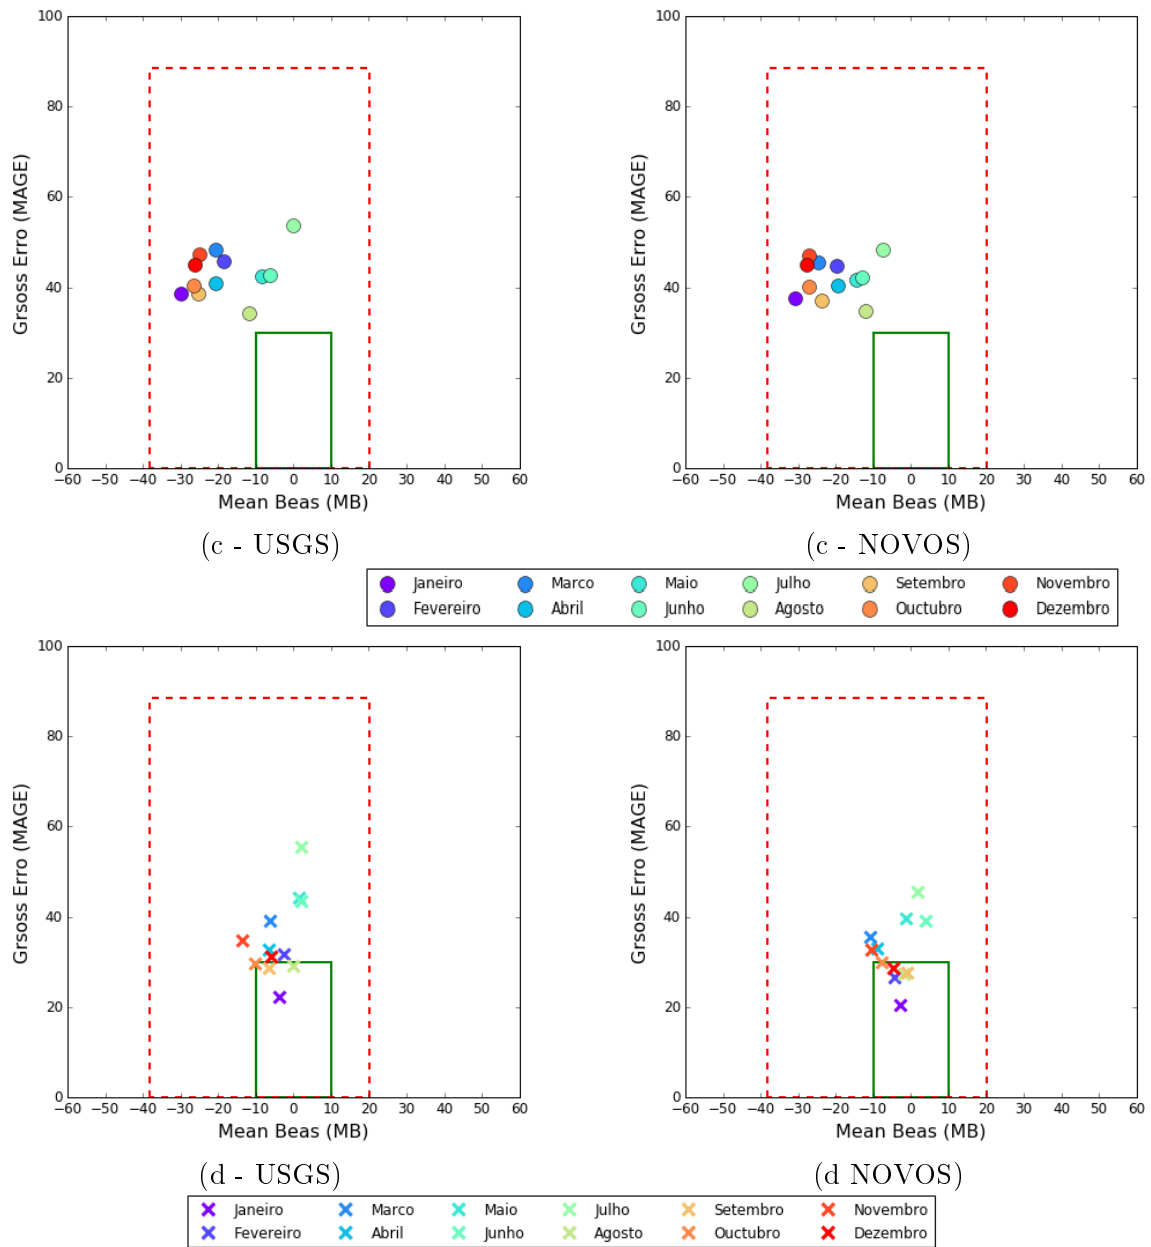 100 100
80 80
60 60
40 40
20 20
0 0
Grsoss Erro (MAGE) Grsoss Erro (MAGE)
−60 −50 −40 −30 −20 −10 0 10 20 30 40 50 60 −60 −50 −40 −30 −20 −10 0 10 20 30 40 50 60
Mean Beas (MB) Mean Beas (MB)
(c - USGS) (c - NOVOS)
Janeiro Marco Maio Julho Setembro Novembro
Fevereiro Abril Junho Agosto Ouctubro Dezembro
100 100
80 80
60 60
40 40
20 20
0 0
Grsoss Erro (MAGE) Grsoss Erro (MAGE)
−60 −50 −40 −30 −20 −10 0 10 20 30 40 50 60 −60 −50 −40 −30 −20 −10 0 10 20 30 40 50 60
Mean Beas (MB) Mean Beas (MB)
(d - USGS) (d NOVOS)
Janeiro Marco Maio Julho Setembro Novembro
Fevereiro Abril Junho Agosto Ouctubro Dezembro